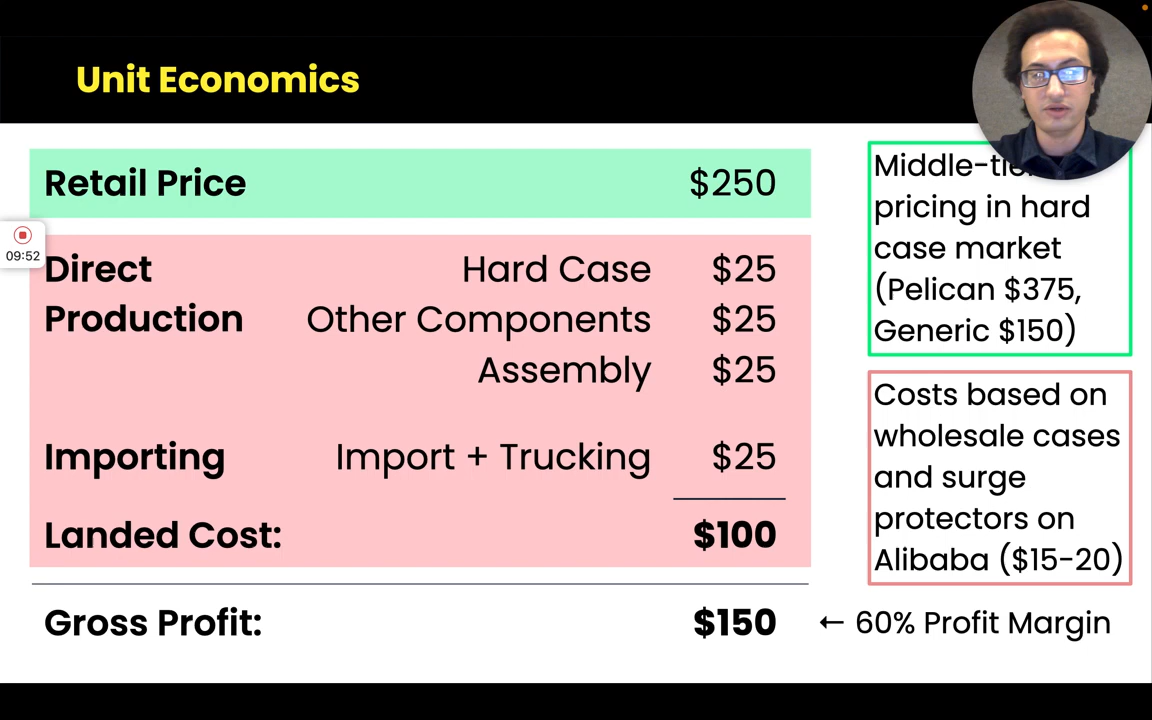 Unit Economics
Retail Price $250
09:52
Direct Hard Case $25
Production Other Components $25
Assembly $25
Importing Import + Trucking $25
Landed Cost: $100
Gross Profit: $150
← 60% Profit Margin
pricing in hard
case market
(Pelican $375,
Generic $150)
Costs based on
wholesale cases
and surge
protectors on
Alibaba ($15-20)